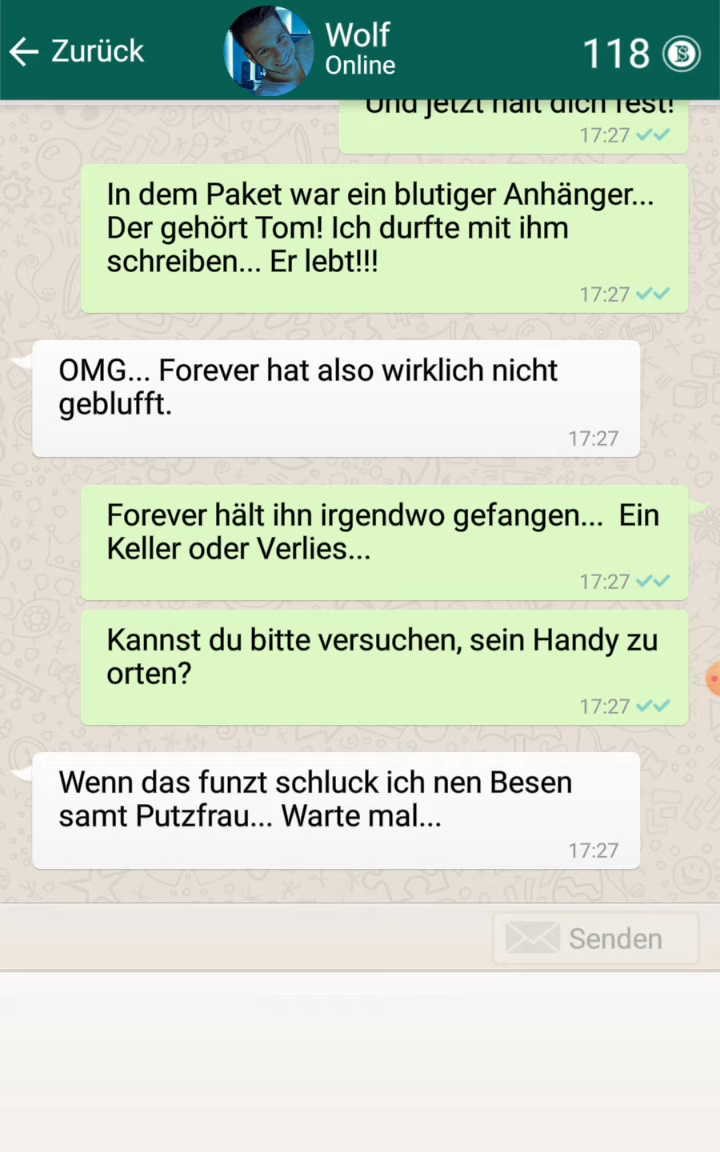 Zurück
Wolf
Online
118
Und jetzt halt dich fest!
17:27
In dem Paket war ein blutiger Anhänger...
Der gehört Tom! Ich durfte mit ihm
schreiben... Er lebt!!!
17:27
OMG... Forever hat also wirklich nicht
geblufft.
17:27
Forever hält ihn irgendwo gefangen... Ein
Keller oder Verlies...
17:27
Kannst du bitte versuchen, sein Handy zu
orten?
17:27
Wenn das funzt schluck ich nen Besen
samt Putzfrau... Warte mal...
17:27
Senden